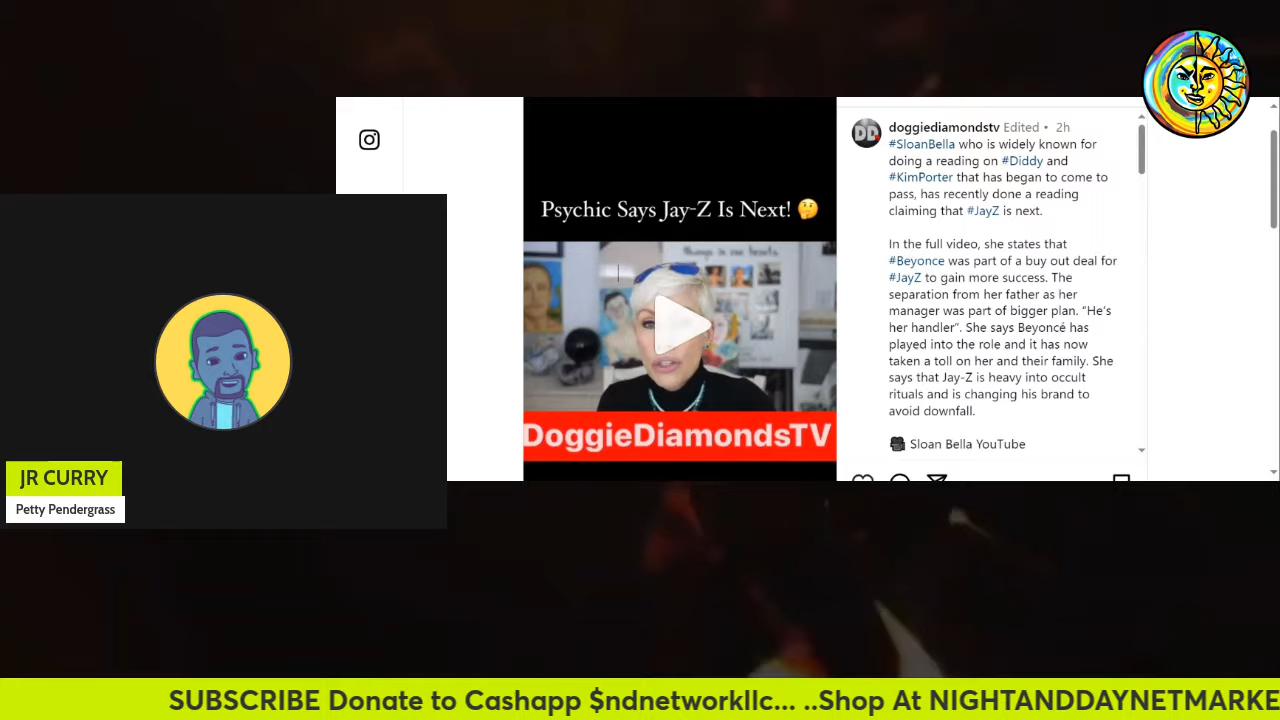 doggiediamondstv Edited • 2h
#SloanBella who is widely known for
doing a reading on #Diddy and
#KimPorter that has began to come to
pass, has recently done a reading
claiming that #JayZ is next.
In the full video, she states that
#Beyonce was part of a buy out deal for
#JayZ to gain more success. The
separation from her father as her
manager was part of bigger plan. “He’s
her handler”. She says Beyoncé has
played into the role and it has now
taken a toll on her and their family. She
says that Jay-Z is heavy into occult
rituals and is changing his brand to
avoid downfall.
🎥 Sloan Bella YouTube
Psychic Says Jay-Z Is Next! 🤔
things in our hearts
DoggieDiamondsTV
DD
JR CURRY
Petty Pendergrass
SUBSCRIBE Donate to Cashapp $ndnetworkllc... ..Shop At NIGHTANDDAYNETMARKE